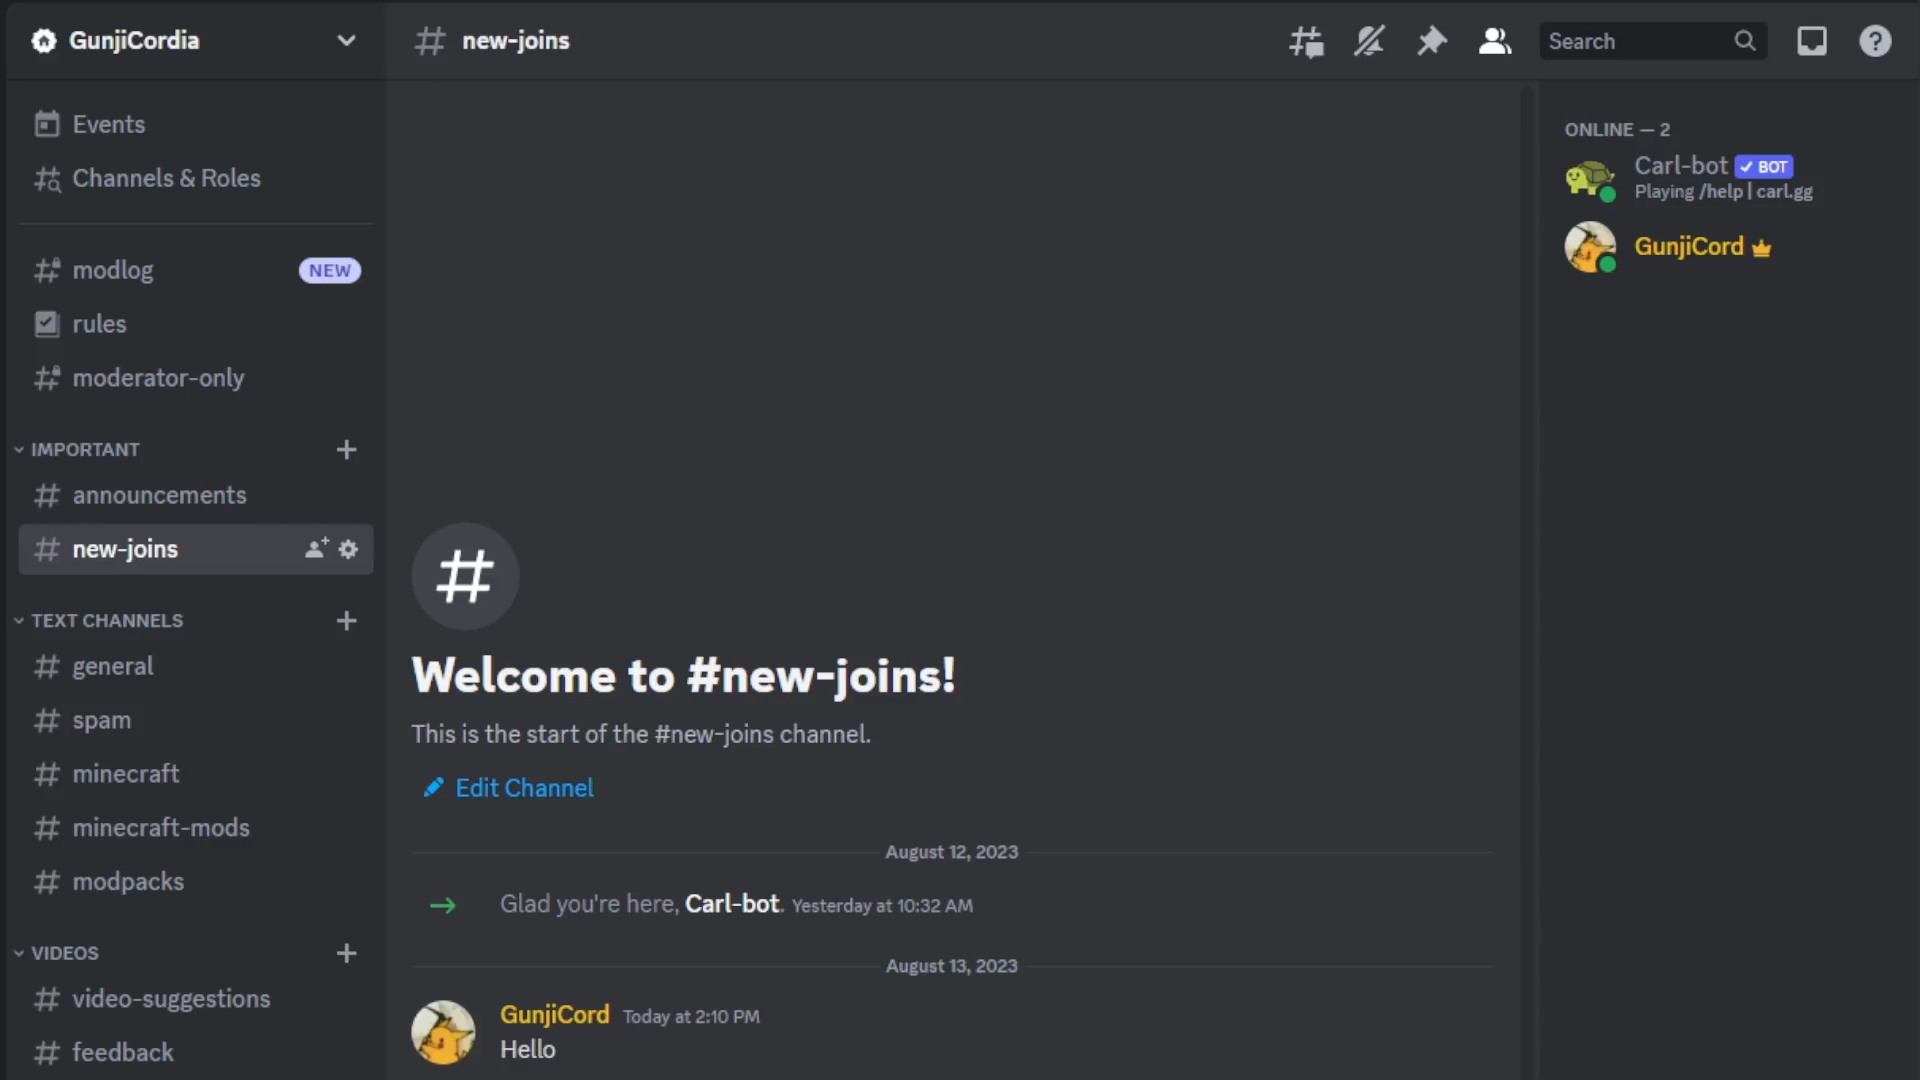 GunjiCordia
Events
Channels & Roles
modlog
NEW
rules
moderator-only
IMPORTANT
announcements
new-joins
TEXT CHANNELS
general
spam
minecraft
minecraft-mods
modpacks
VIDEOS
video-suggestions
feedback
new-joins
Search
#
Welcome to #new-joins!
This is the start of the #new-joins channel.
Edit Channel
August 12, 2023
Glad you're here, Carl-bot. Yesterday at 10:32 AM
August 13, 2023
GunjiCord Today at 2:10 PM
Hello
ONLINE — 2
Carl-bot BOT
Playing /help | carl.gg
GunjiCord